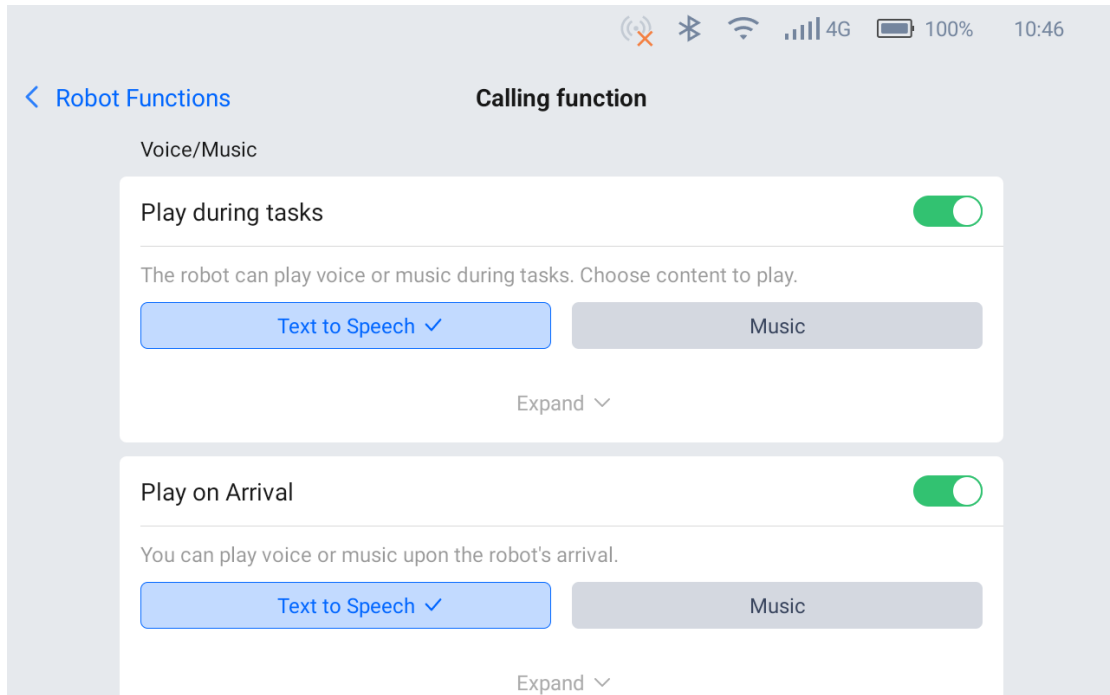 4G 100% 10:46
Robot Functions Calling function
Voice/Music
Play during tasks
The robot can play voice or music during tasks. Choose content to play.
Text to Speech Music
Expand
Play on Arrival
You can play voice or music upon the robot's arrival.
Text to Speech Music
Expand